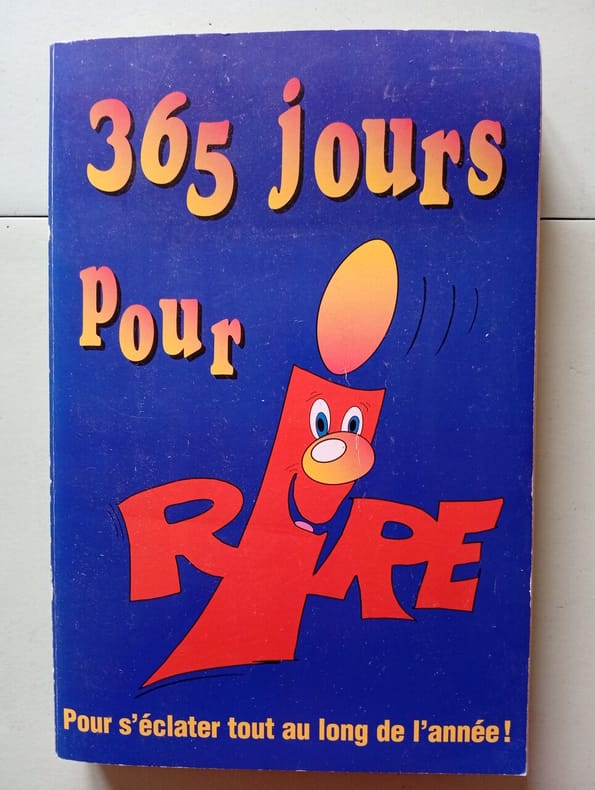 365 jours
pour
RIRE
Pour s'éclater tout au long de l'année!